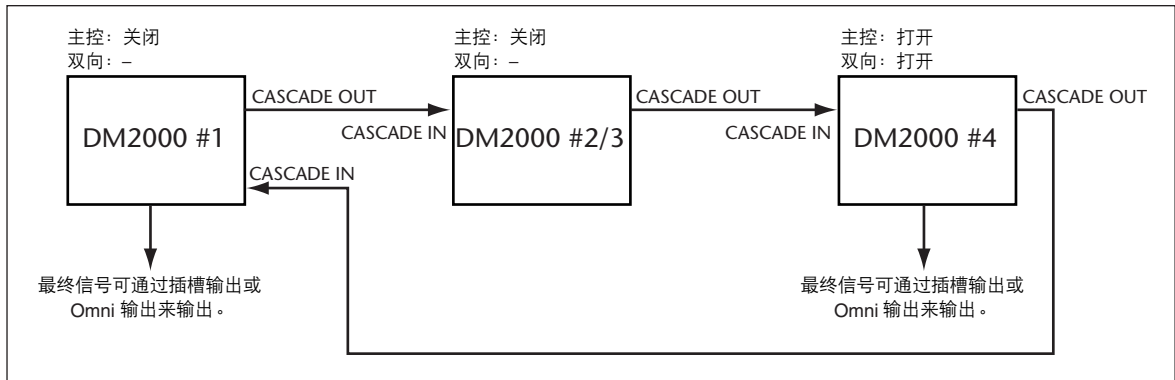 主控：关闭
双向：–
主控：关闭
双向：–
主控：打开
双向：打开
CASCADE OUT
CASCADE OUT
CASCADE OUT
DM2000 #1
CASCADE IN
DM2000 #2/3
CASCADE IN
DM2000 #4
CASCADE IN
最终信号可通过插槽输出或
Omni 输出来输出。
最终信号可通过插槽输出或
Omni 输出来输出。